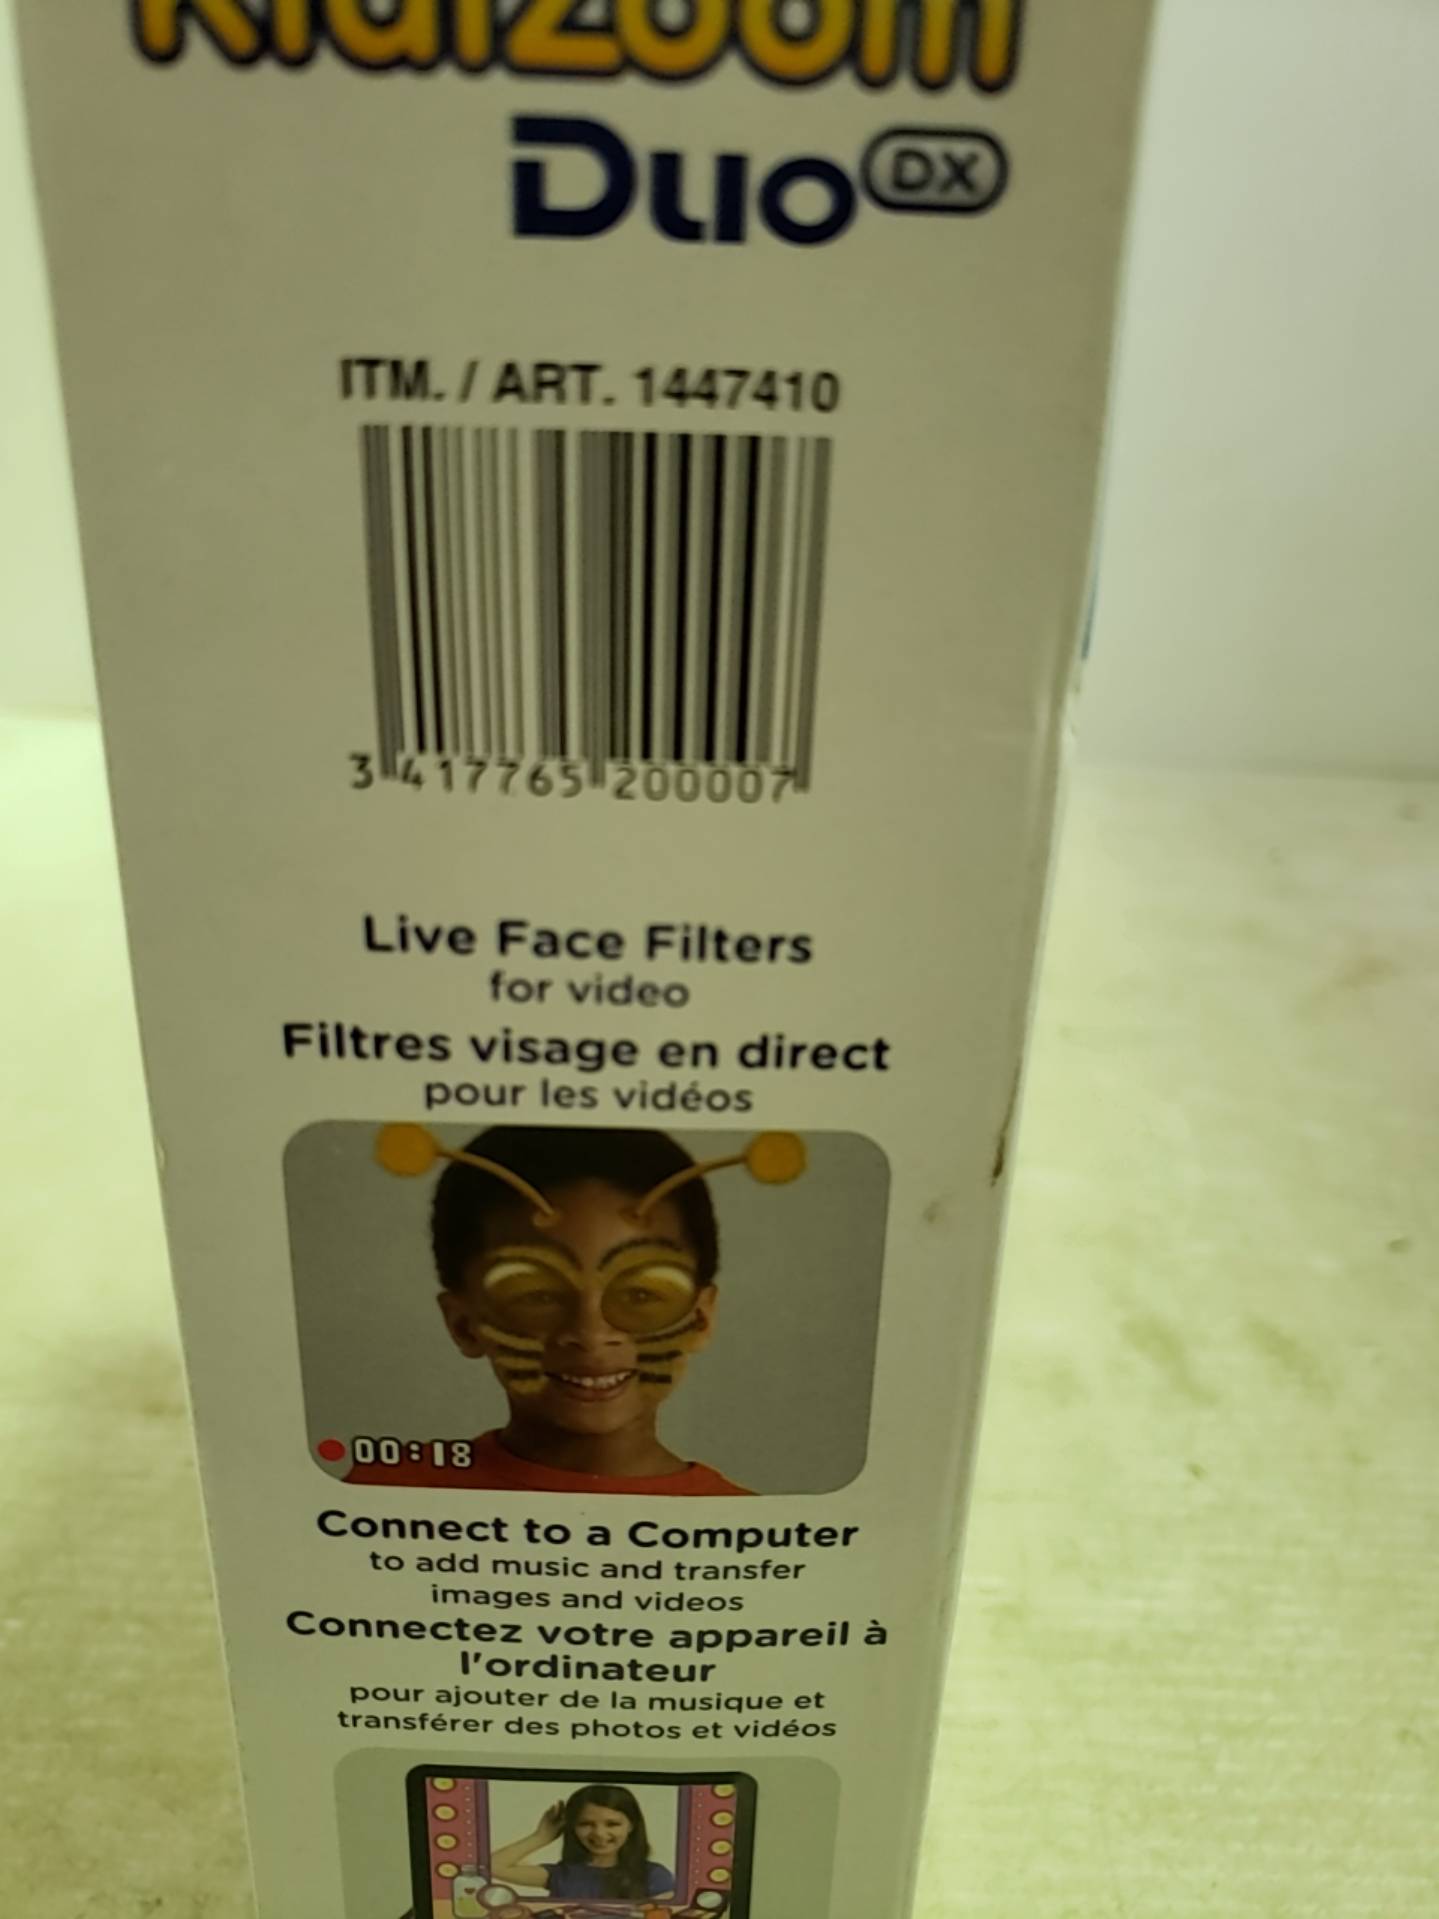 Kidizoom
Duo DX
ITM. / ART. 1447410
3 417765 200007
Live Face Filters
for video
Filtres visage en direct
pour les vidéos
00:18
Connect to a Computer
to add music and transfer
images and videos
Connectez votre appareil à
l'ordinateur
pour ajouter de la musique et
transférer des photos et vidéos